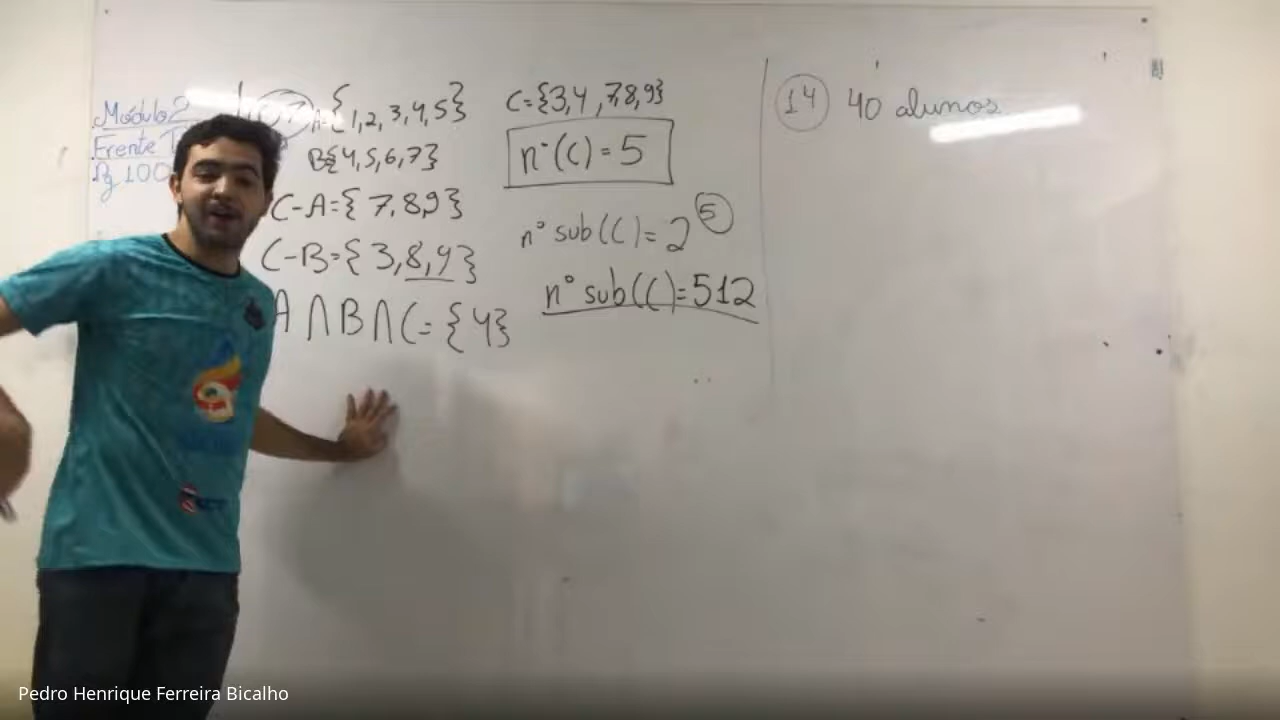 Módulo 2
Frente
Pg 100
A={1,2,3,4,5}
B={4,5,6,7}
C-A={7,8,9}
C-B={3,8,9}
A∩B∩C={4}
C={3,4,7,8,9}
n·(C)=5
n° sub(C)=2⁵
n° sub(C)=512
14 40 alunos
Pedro Henrique Ferreira Bicalho